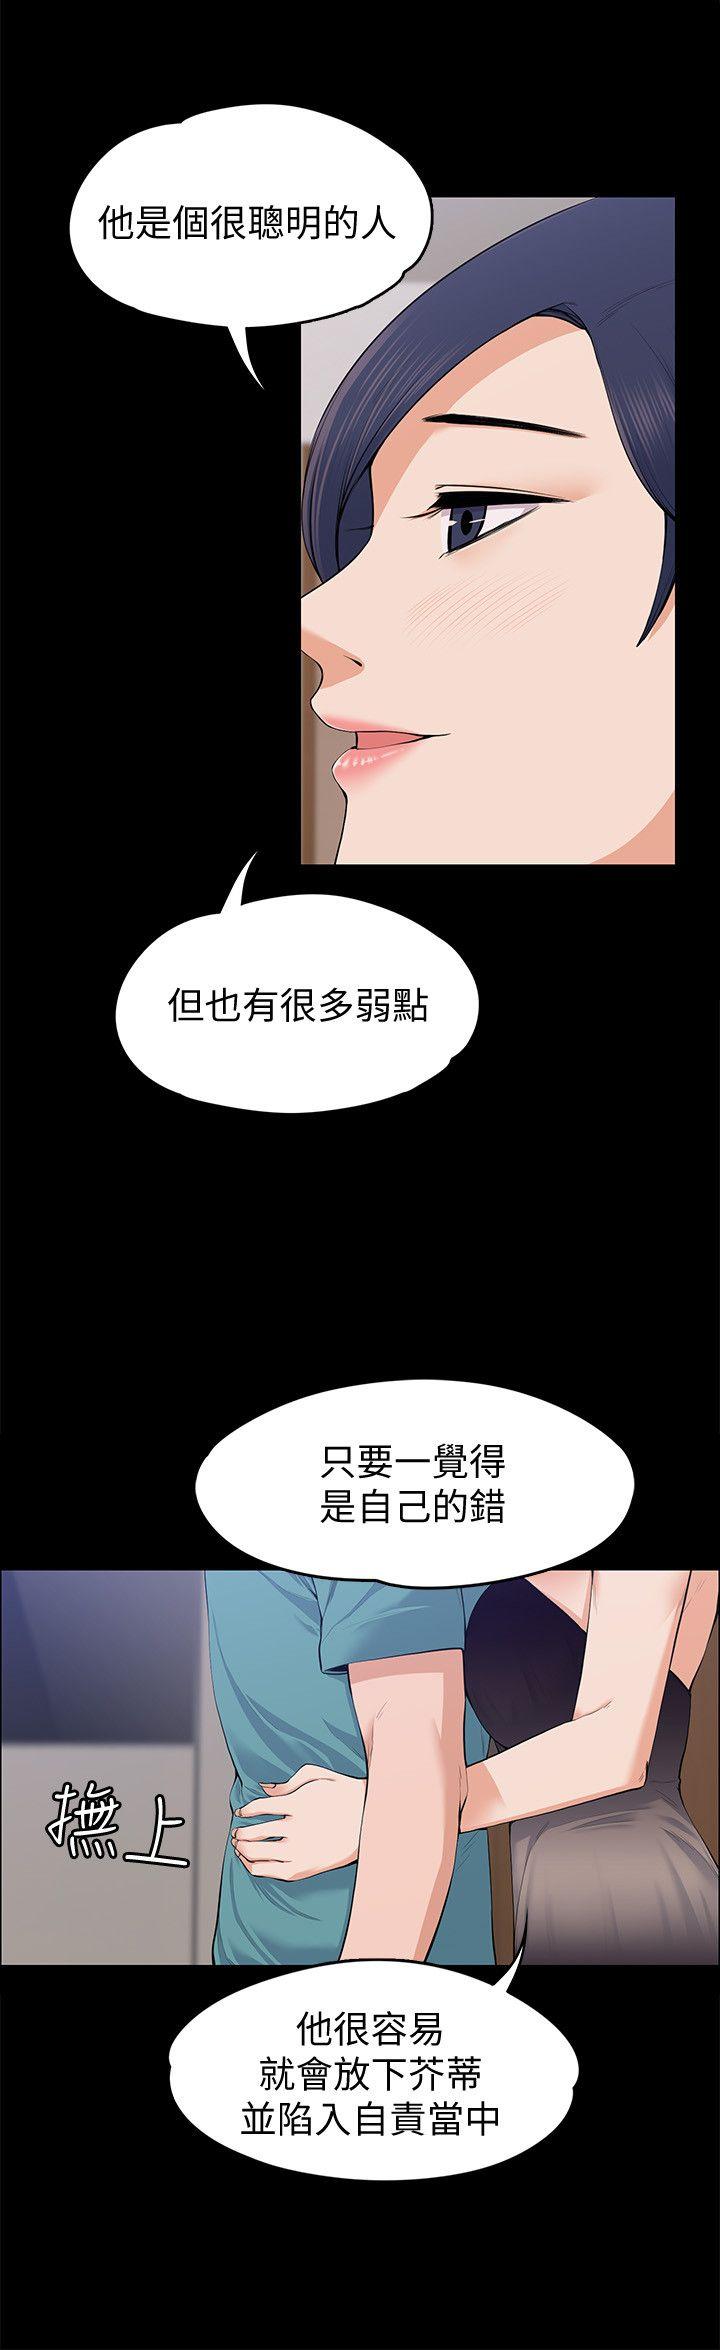 他是個很聰明的人
但也有很多弱點
只要一覺得
是自己的錯
撫上
他很容易
就會放下芥蒂
並陷入自責當中